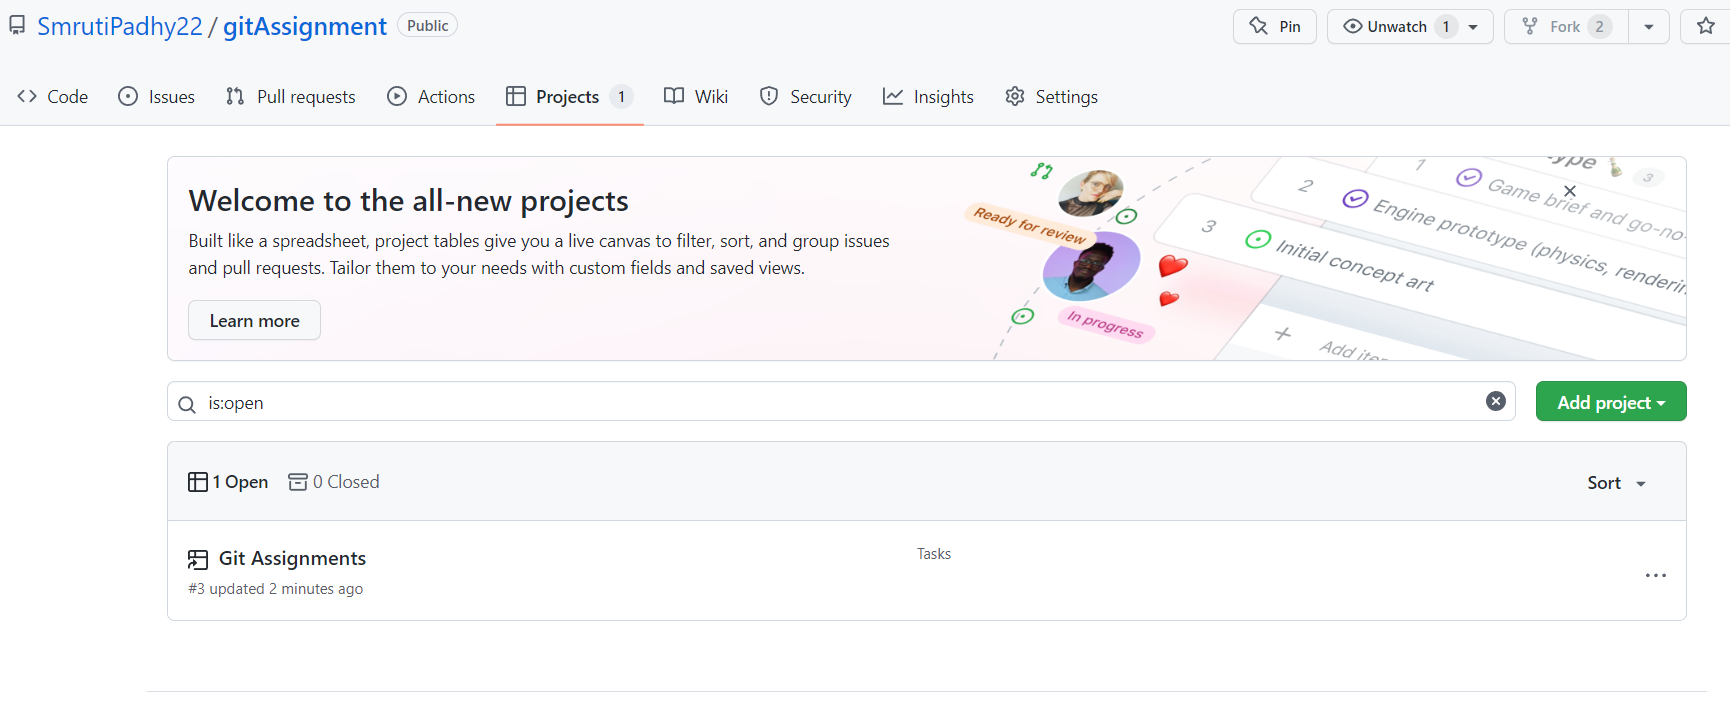 SmrutiPadhy22 / gitAssignment Public
Pin
Unwatch 1
Fork 2
Code
Issues
Pull requests
Actions
Projects 1
Wiki
Security
Insights
Settings
Welcome to the all-new projects
Built like a spreadsheet, project tables give you a live canvas to filter, sort, and group issues
and pull requests. Tailor them to your needs with custom fields and saved views.
Learn more
Ready for review
In progress
1 Game brief and go-no-
3
2 Engine prototype (physics, renderin
3 Initial concept art
+
is:open
Add project
1 Open
0 Closed
Sort
Git Assignments
Tasks
#3 updated 2 minutes ago